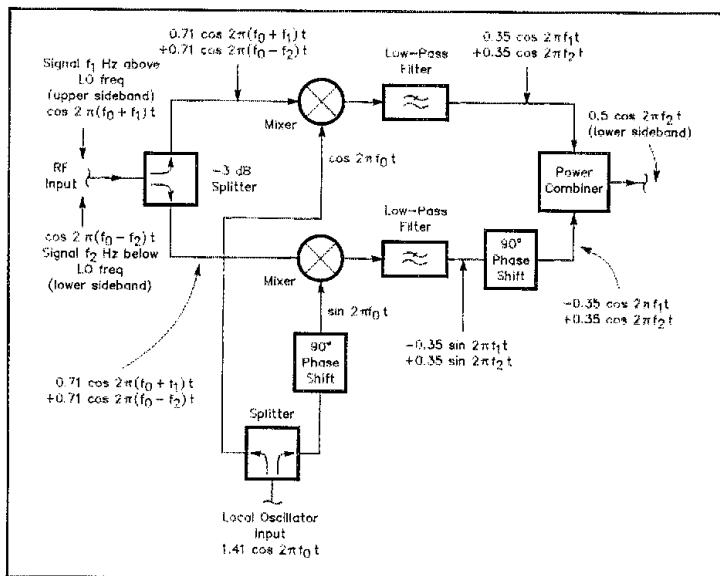 0.71 cos 2π(f₀ + f₁)t
+0.71 cos 2π(f₀ − f₂)t
Signal f₁ Hz above
LO freq
(upper sideband)
cos 2 π(f₀ + f₁)t
RF
Input
cos 2 π(f₀ − f₂)t
Signal f₂ Hz below
LO freq
(lower sideband)
−3 dB
Splitter
Mixer
cos 2πf₀t
Low-Pass
Filter
0.35 cos 2πf₁t
+0.35 cos 2πf₂t
0.5 cos 2πf₂t
(lower sideband)
Power
Combiner
Low-Pass
Filter
Mixer
sin 2πf₀t
90°
Phase
Shift
90°
Phase
Shift
−0.35 sin 2πf₁t
+0.35 sin 2πf₂t
−0.35 cos 2πf₁t
+0.35 cos 2πf₂t
0.71 cos 2π(f₀ + f₁)t
+0.71 cos 2π(f₀ − f₂)t
Splitter
Local Oscillator
Input
1.41 cos 2πf₀t